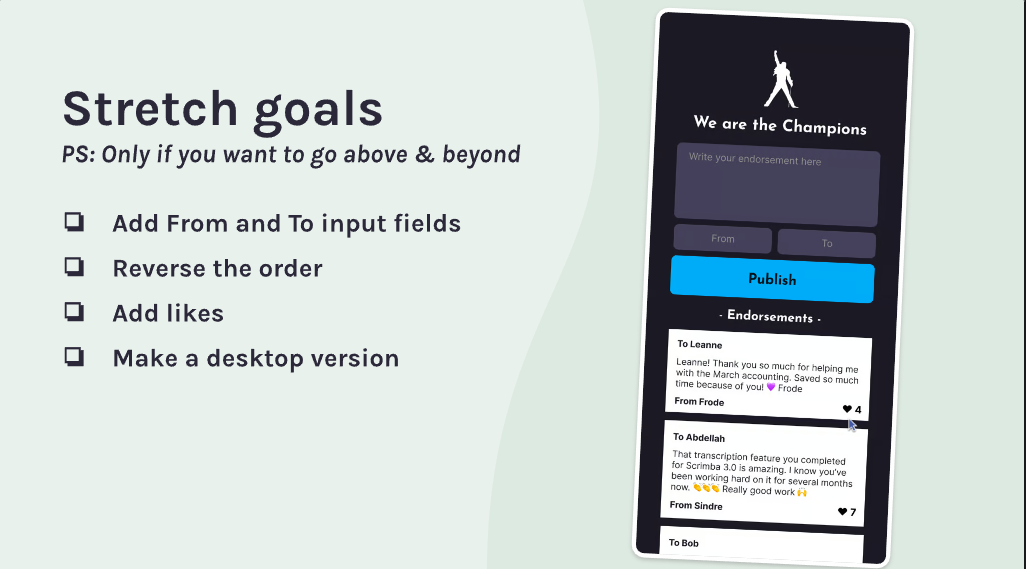 Stretch goals
PS: Only if you want to go above & beyond
Add From and To input fields
Reverse the order
Add likes
Make a desktop version
We are the Champions
Write your endorsement here
From
To
Publish
- Endorsements -
To Leanne
Leanne! Thank you so much for helping me
with the March accounting. Saved so much
time because of you! 💜 Frode
From Frode
♥ 4
To Abdellah
That transcription feature you completed
for Scrimba 3.0 is amazing. I know you've
been working hard on it for several months
now. 👏👏👏 Really good work 🙌
From Sindre
♥ 7
To Bob